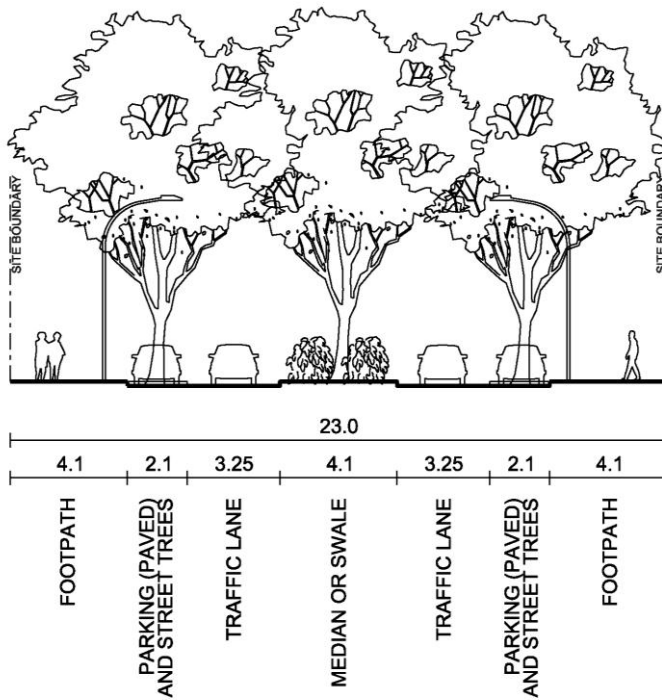 SITE BOUNDARY
SITE BOUNDARY
23.0
4.1
2.1
3.25
4.1
3.25
2.1
4.1
FOOTPATH
PARKING (PAVED)
AND STREET TREES
TRAFFIC LANE
MEDIAN OR SWALE
TRAFFIC LANE
PARKING (PAVED)
AND STREET TREES
FOOTPATH